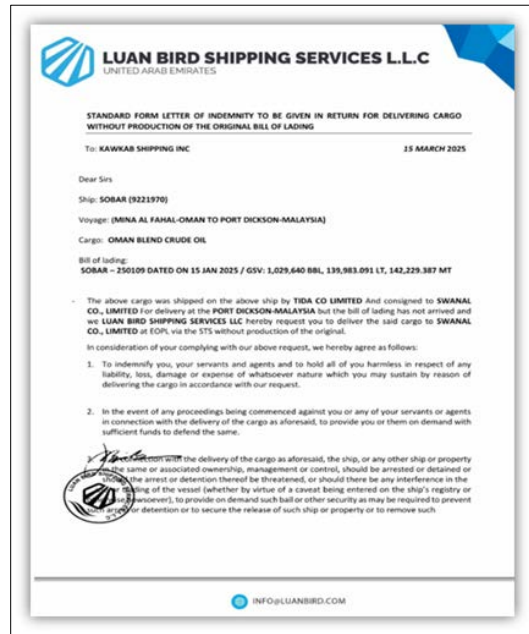 LUAN BIRD SHIPPING SERVICES L.L.C
UNITED ARAB EMIRATES
STANDARD FORM LETTER OF INDEMNITY TO BE GIVEN IN RETURN FOR DELIVERING CARGO
WITHOUT PRODUCTION OF THE ORIGINAL BILL OF LADING
To: KAWKAB SHIPPING INC 15 MARCH 2025
Dear Sirs
Ship: SOBAR (9221970)
Voyage: (MINA AL FAHAL-OMAN TO PORT DICKSON-MALAYSIA)
Cargo: OMAN BLEND CRUDE OIL
Bill of lading:
SOBAR – 250109 DATED ON 15 JAN 2025 / GSV: 1,029,640 BBL, 139,983.091 LT, 142,229.387 MT
- The above cargo was shipped on the above ship by TIDA CO LIMITED And consigned to SWANAL
CO., LIMITED For delivery at the PORT DICKSON-MALAYSIA but the bill of lading has not arrived and
we LUAN BIRD SHIPPING SERVICES LLC hereby request you to deliver the said cargo to SWANAL
CO., LIMITED at EOPL via the STS without production of the original.
In consideration of your complying with our above request, we hereby agree as follows:
1. To indemnify you, your servants and agents and to hold all of you harmless in respect of any
liability, loss, damage or expense of whatsoever nature which you may sustain by reason of
delivering the cargo in accordance with our request.
2. In the event of any proceedings being commenced against you or any of your servants or agents
in connection with the delivery of the cargo as aforesaid, to provide you or them on demand with
sufficient funds to defend the same.
with the delivery of the cargo as aforesaid, the ship, or any other ship or property
the same or associated ownership, management or control, should be arrested or detained or
should the arrest or detention thereof be threatened, or should there be any interference in the
trading of the vessel (whether by virtue of a caveat being entered on the ship's registry or
howsoever), to provide on demand such bail or other security as may be required to prevent
such arrest or detention or to secure the release of such ship or property or to remove such
INFO@LUANBIRD.COM